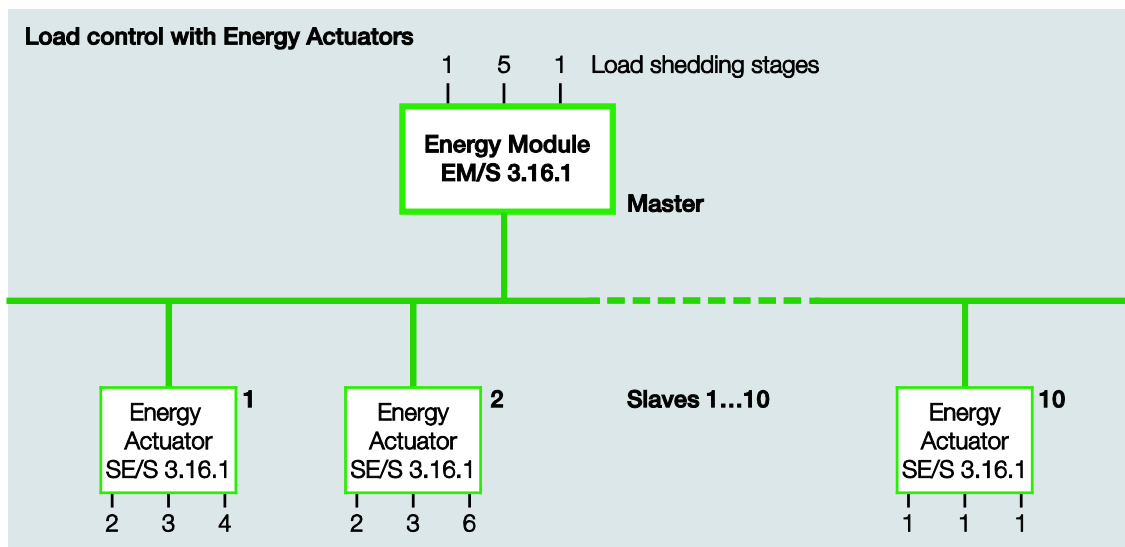 Load control with Energy Actuators
1 5 1 Load shedding stages
Energy Module
EM/S 3.16.1
Master
1
2
Slaves 1...10
10
Energy
Actuator
SE/S 3.16.1
Energy
Actuator
SE/S 3.16.1
Energy
Actuator
SE/S 3.16.1
2 3 4
2 3 6
1 1 1